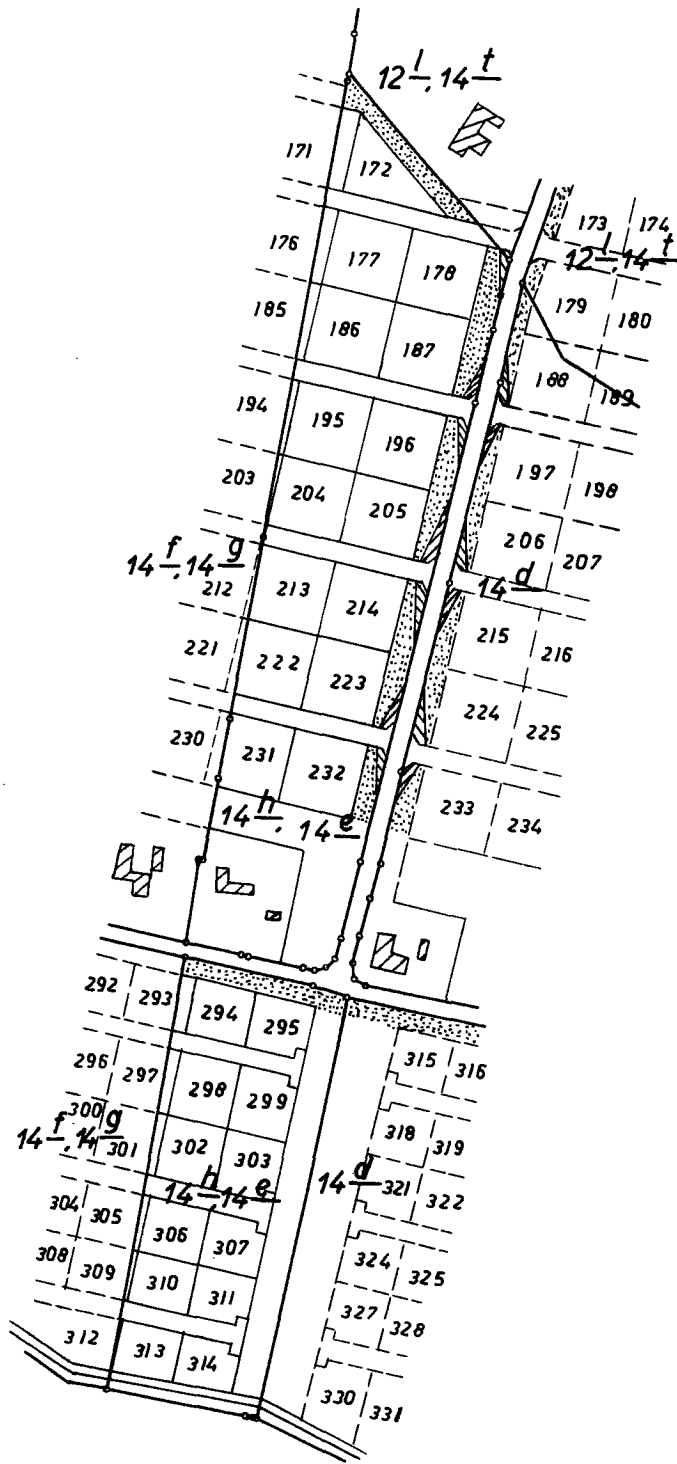 12 l, 14 t
171 172
173 174
12 l, 14 t
176 177 178
179 180
185 186 187
188 189
194 195 196
197 198
203 204 205
206 207
14 f, 14 g
14 d
212 213 214
215 216
221 222 223
224 225
230 231 232
233 234
14 h, 14 e
292 293 294 295
315 316
296 297 298 299
318 319
300 301 302 303
14 f, 14 g
14 h, 14 e
14 d
321 322
304 305 306 307
324 325
308 309 310 311
327 328
312 313 314
330 331